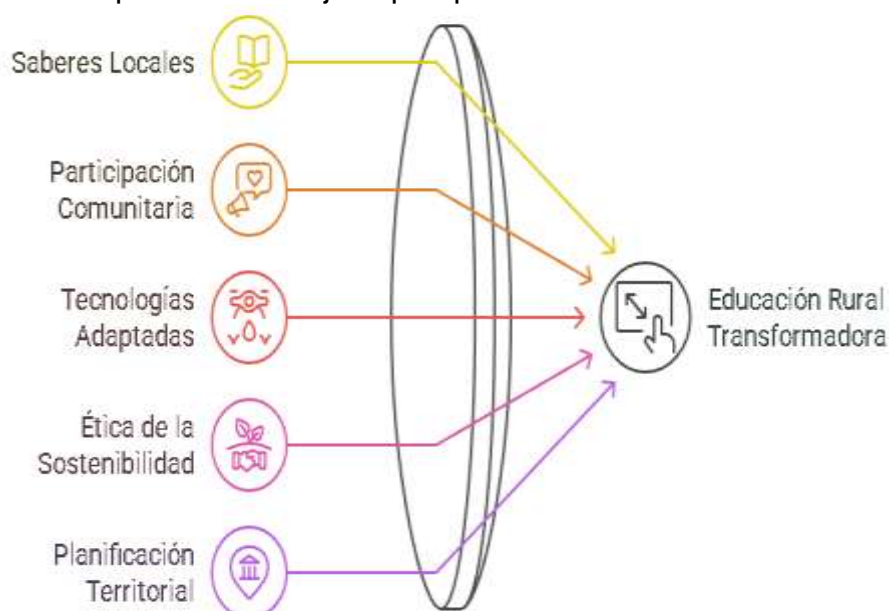 Saberes Locales
Participación
Comunitaria
Tecnologías
Adaptadas
Ética de la
Sostenibilidad
Planificación
Territorial
Educación Rural
Transformadora